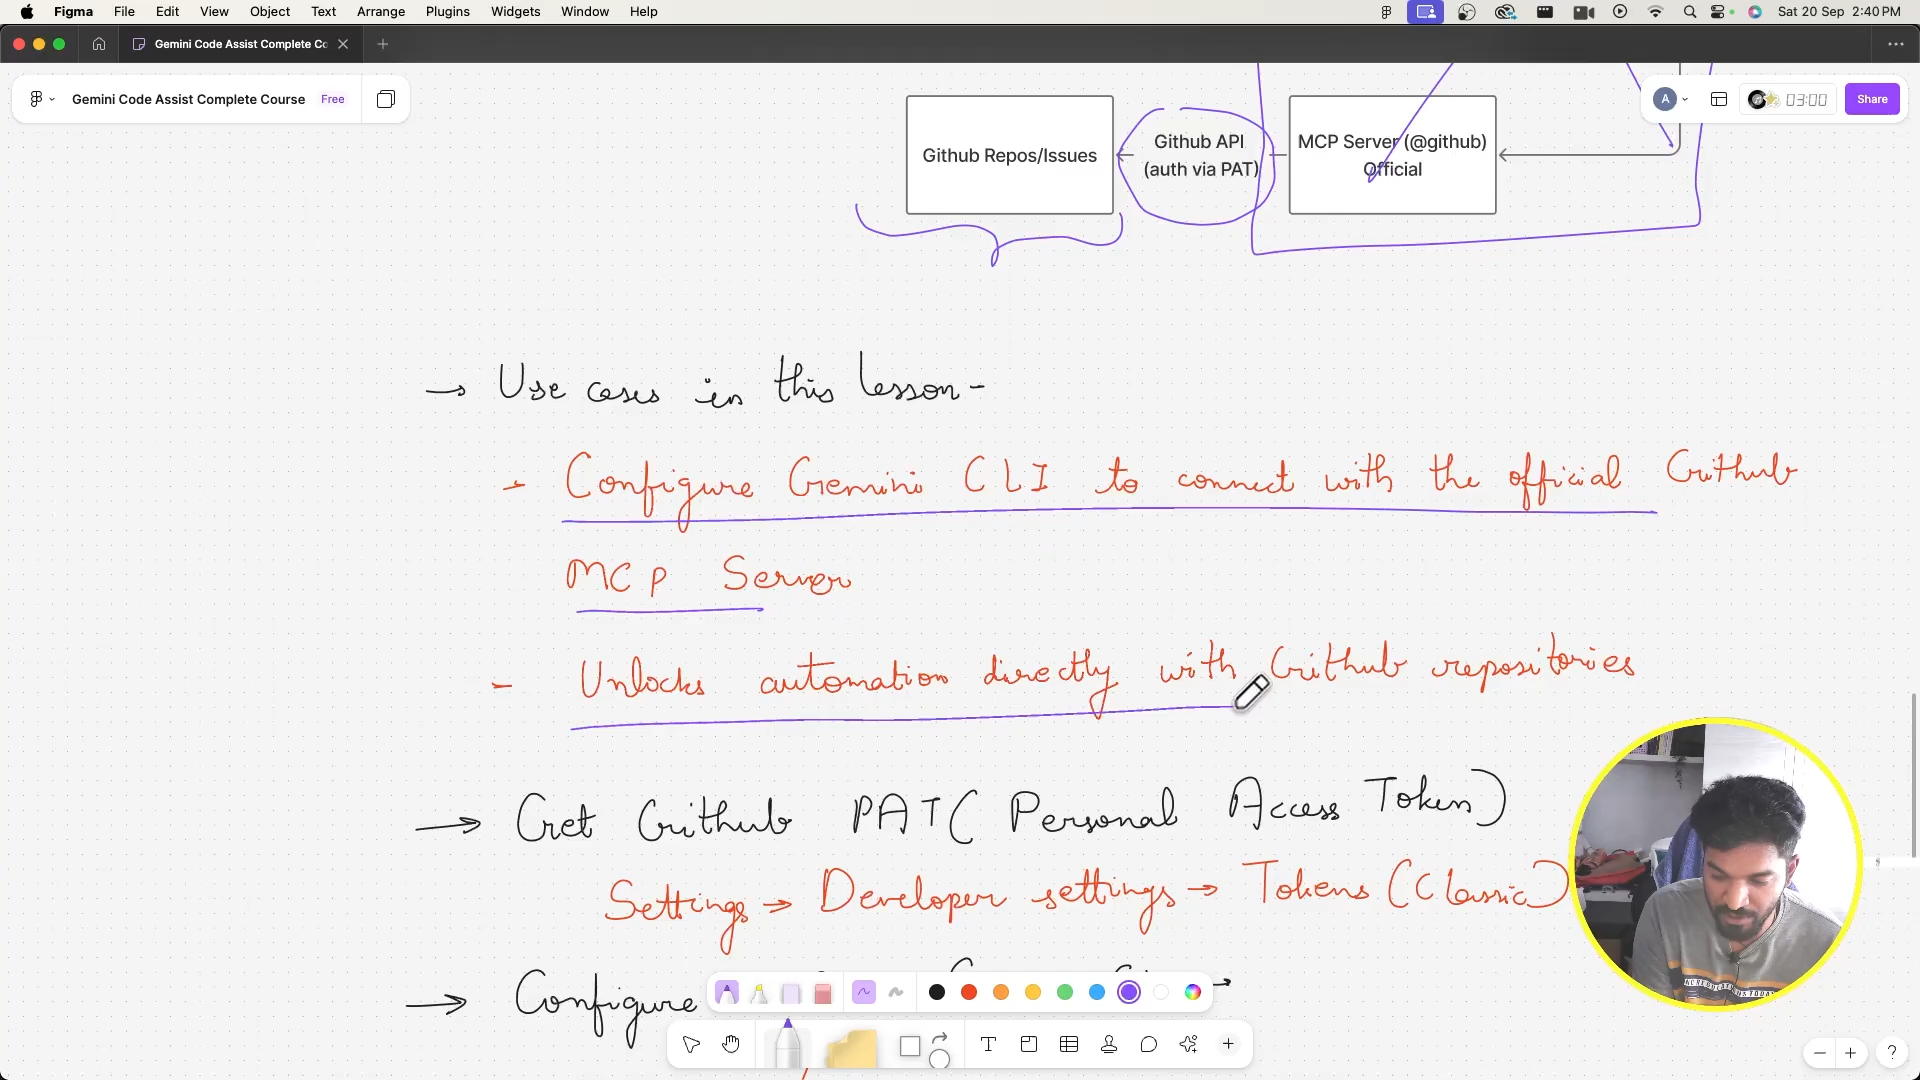 Figma File Edit View Object Text Arrange Plugins Widgets Window Help Sat 20 Sep 2:40 PM
Gemini Code Assist Complete Co
Gemini Code Assist Complete Course Free
A 03:00 Share
Github Repos/Issues
Github API
(auth via PAT)
MCP Server (@github)
Official
→ Use cases in this lesson -
- Configure Gemini CLI to connect with the official Github
MCP Server
- Unlocks automation directly with Github repositories
→ Get Github PAT (Personal Access Token)
Settings → Developer settings → Tokens (Classic)
→ Configure